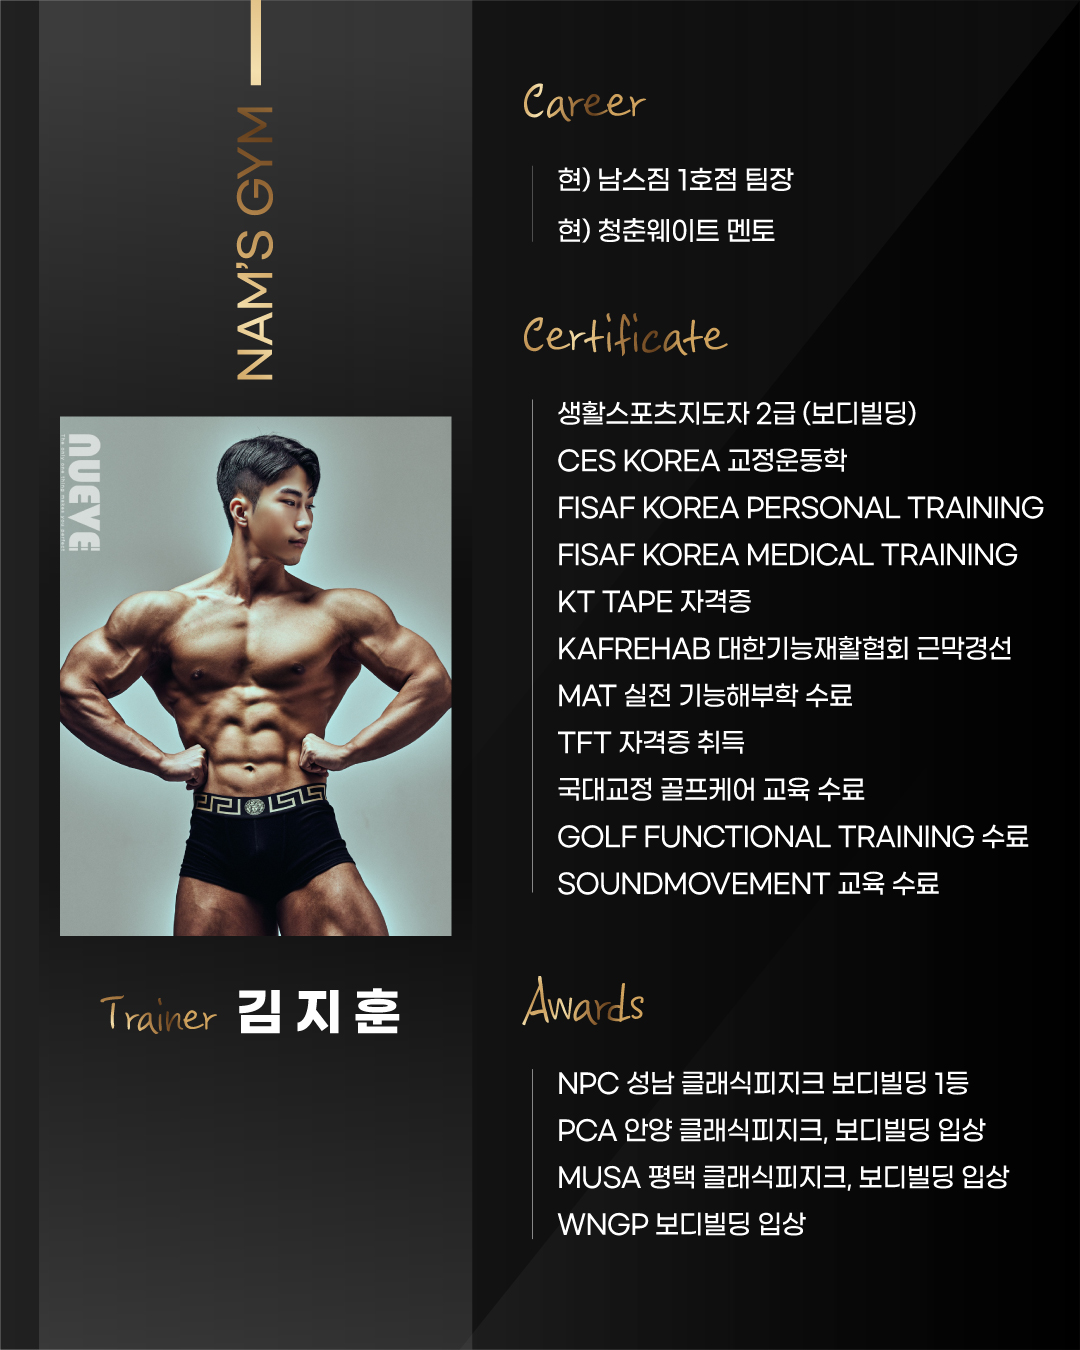 NAM'S GYM
NUEVE
Trainer 김지훈
Career
현) 남스짐 1호점 팀장
현) 청춘웨이트 멘토
Certificate
생활스포츠지도자 2급 (보디빌딩)
CES KOREA 교정운동학
FISAF KOREA PERSONAL TRAINING
FISAF KOREA MEDICAL TRAINING
KT TAPE 자격증
KAFREHAB 대한기능재활협회 근막경선
MAT 실전 기능해부학 수료
TFT 자격증 취득
국대교정 골프케어 교육 수료
GOLF FUNCTIONAL TRAINING 수료
SOUNDMOVEMENT 교육 수료
Awards
NPC 성남 클래식피지크 보디빌딩 1등
PCA 안양 클래식피지크, 보디빌딩 입상
MUSA 평택 클래식피지크, 보디빌딩 입상
WNGP 보디빌딩 입상